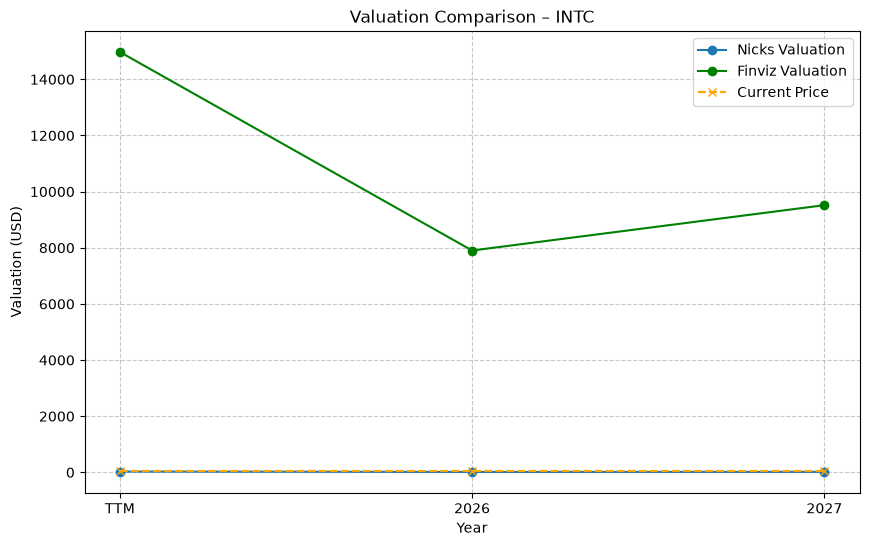 Valuation Comparison – INTC
Nicks Valuation
Finviz Valuation
Current Price
Valuation (USD)
14000
12000
10000
8000
6000
4000
2000
0
TTM
2026
2027
Year